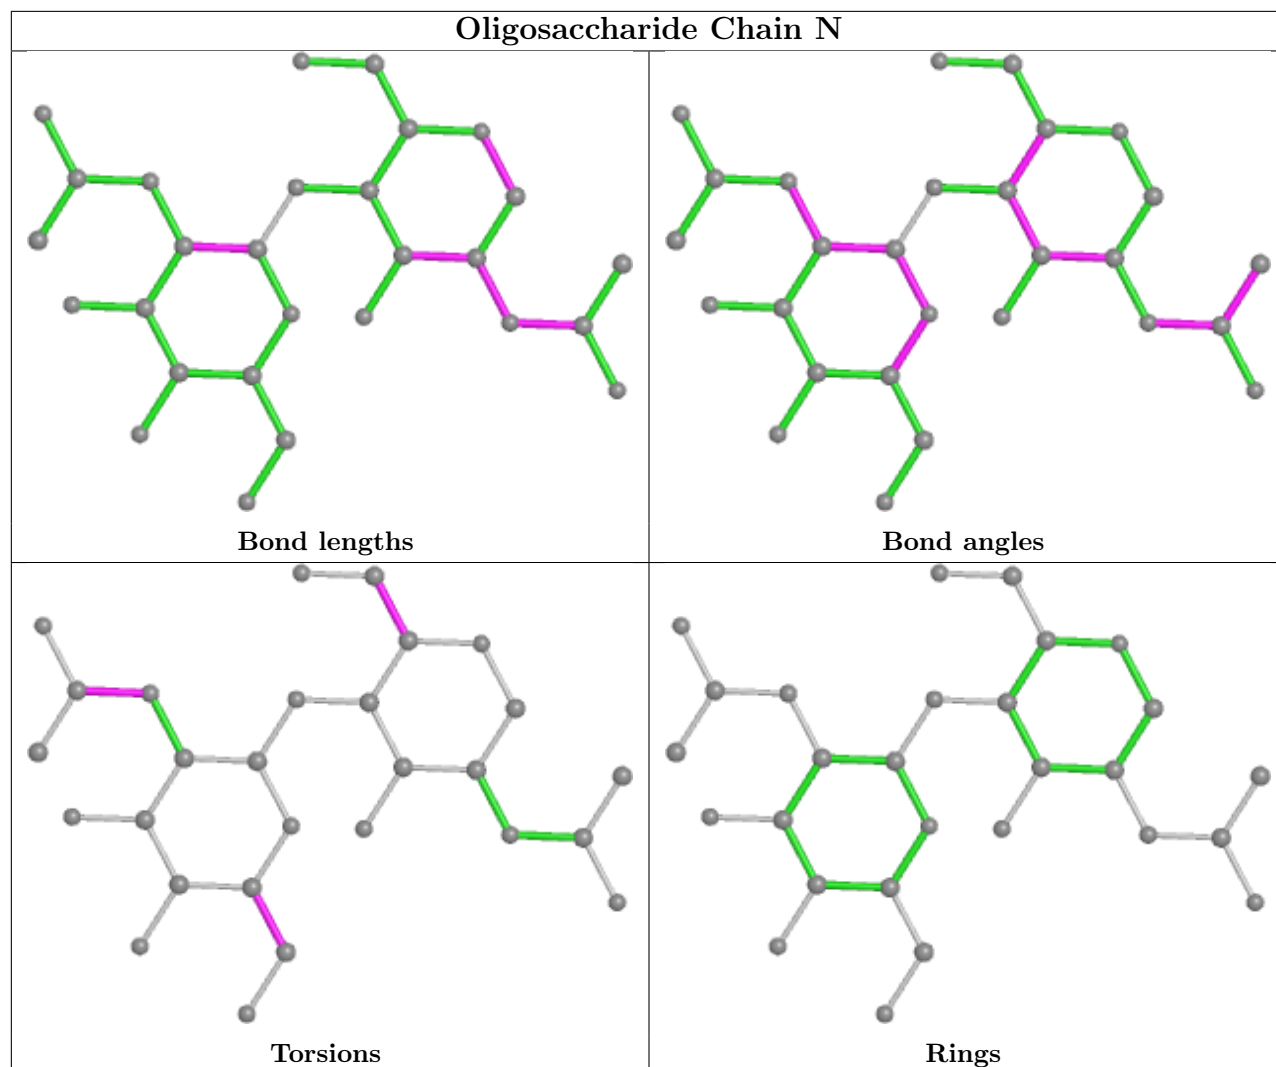 Oligosaccharide Chain N
Bond lengths
Bond angles
Torsions
Rings